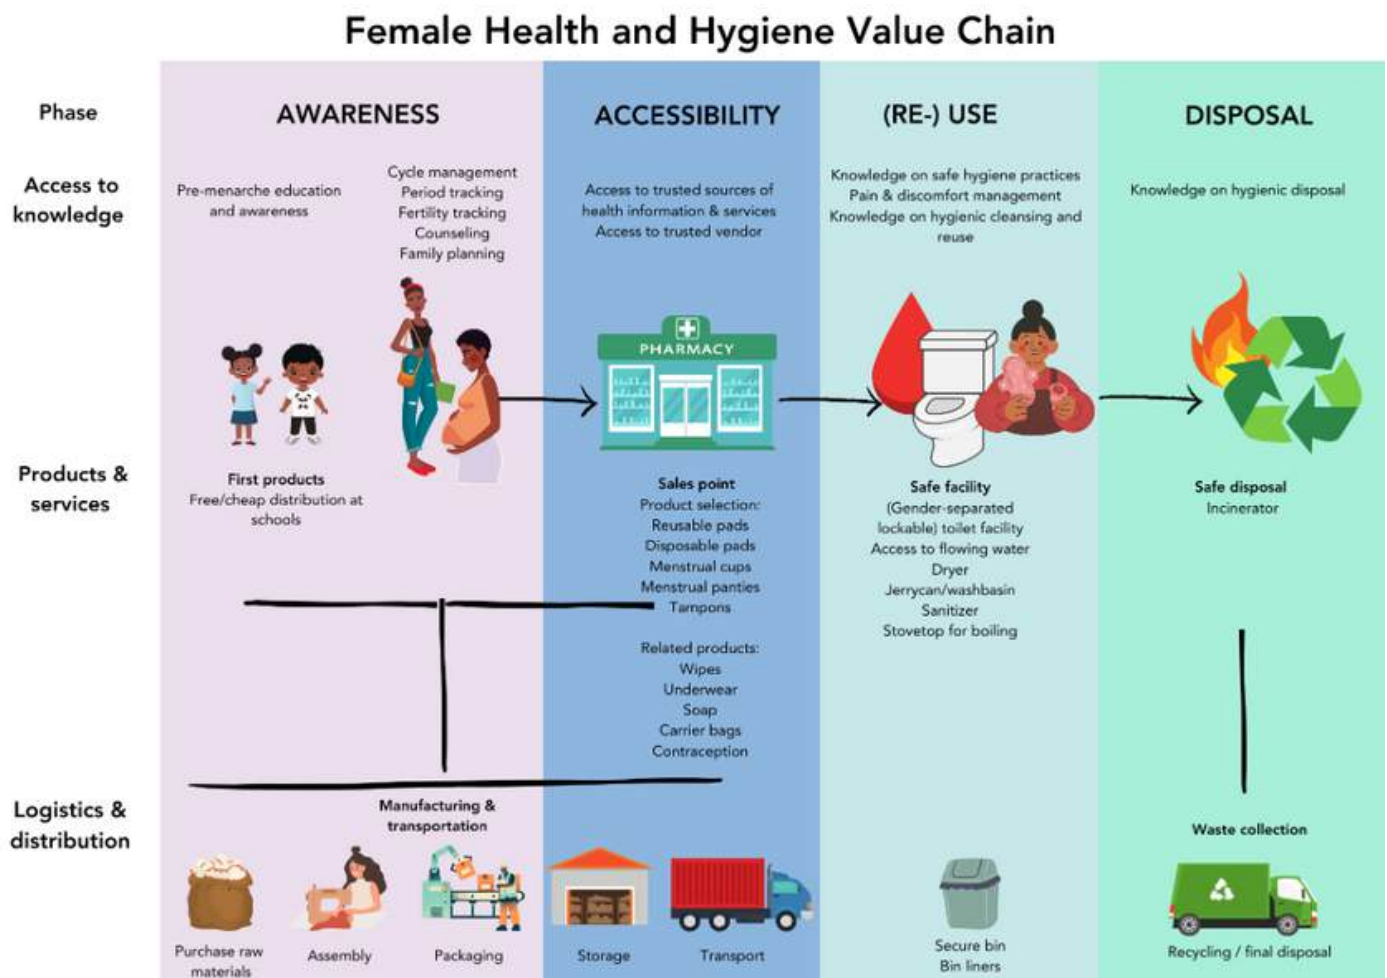 Female Health and Hygiene Value Chain
Phase
AWARENESS
ACCESSIBILITY
(RE-) USE
DISPOSAL
Access to
knowledge
Pre-menarche education
and awareness
Cycle management
Period tracking
Fertility tracking
Counseling
Family planning
Access to trusted sources of
health information & services
Access to trusted vendor
Knowledge on safe hygiene practices
Pain & discomfort management
Knowledge on hygienic cleansing and
reuse
Knowledge on hygienic disposal
PHARMACY
Products &
services
First products
Free/cheap distribution at
schools
Sales point
Product selection:
Reusable pads
Disposable pads
Menstrual cups
Menstrual panties
Tampons
Related products:
Wipes
Underwear
Soap
Carrier bags
Contraception
Safe facility
(Gender-separated
lockable) toilet facility
Access to flowing water
Dryer
Jerrycan/washbasin
Sanitizer
Stovetop for boiling
Safe disposal
Incinerator
Logistics &
distribution
Manufacturing &
transportation
Waste collection
Purchase raw
materials
Assembly
Packaging
Storage
Transport
Secure bin
Bin liners
Recycling / final disposal